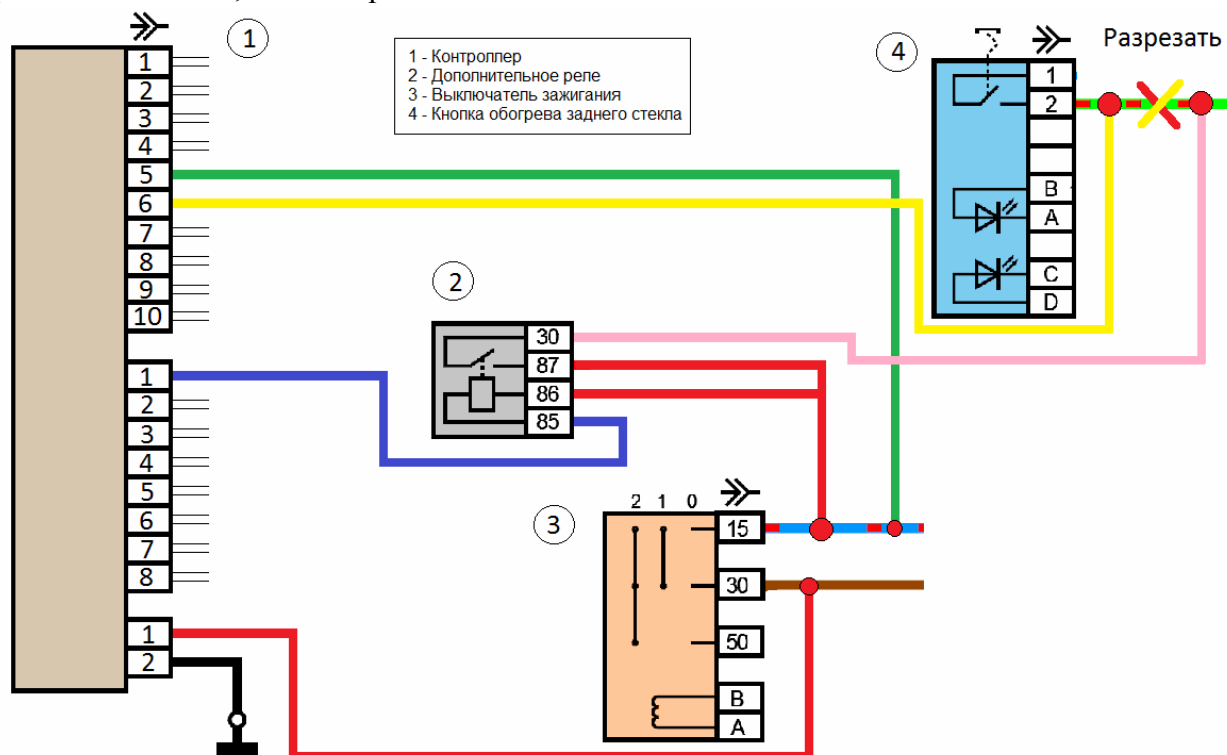 1
1 - Контроллер
2 - Дополнительное реле
3 - Выключатель зажигания
4 - Кнопка обогрева заднего стекла
4
Разрезать
1
2
3
4
5
6
7
8
9
10
1
2
B
A
C
D
2
30
87
86
85
1
2
3
4
5
6
7
8
3
2 1 0
15
30
50
B
A
1
2